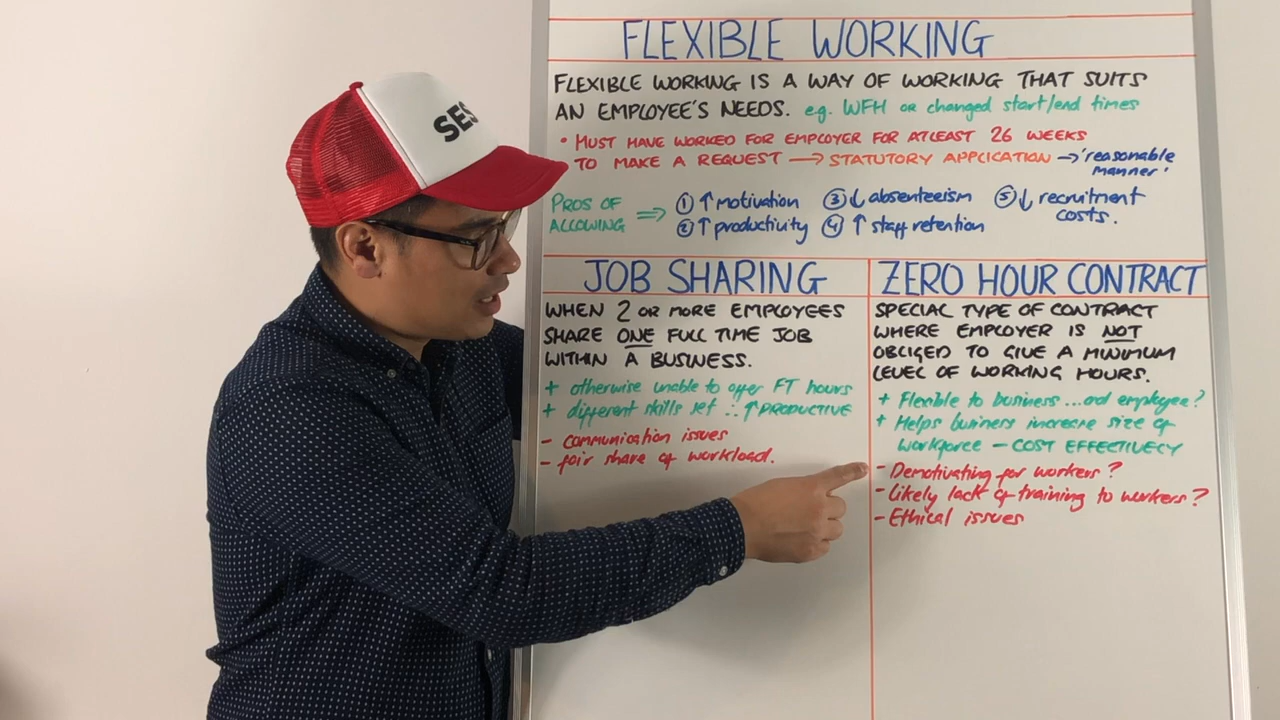 SES
FLEXIBLE WORKING
FLEXIBLE WORKING IS A WAY OF WORKING THAT SUITS
AN EMPLOYEE'S NEEDS. e.g. WFH or changed start/end times
• MUST HAVE WORKED FOR EMPLOYER FOR ATLEAST 26 WEEKS
TO MAKE A REQUEST → STATUTORY APPLICATION → 'reasonable
manner'
PROS OF
ALLOWING ⇒
① ↑ motivation ③ ↓ absenteeism ⑤ ↓ recruitment
② ↑ productivity ④ ↑ staff retention costs.
JOB SHARING
WHEN 2 OR MORE EMPLOYEES
SHARE ONE FULL TIME JOB
WITHIN A BUSINESS.
+ otherwise unable to offer FT hours
+ different skills set ∴ ↑ PRODUCTIVE
- communication issues
- fair share of workload.
ZERO HOUR CONTRACT
SPECIAL TYPE OF CONTRACT
WHERE EMPLOYER IS NOT
OBLIGED TO GIVE A MINIMUM
LEVEL OF WORKING HOURS.
+ Flexible to business...and employee?
+ Helps business increase size of
workforce - COST EFFECTIVELY
- Demotivating for workers?
- Likely lack of training to workers?
- Ethical issues